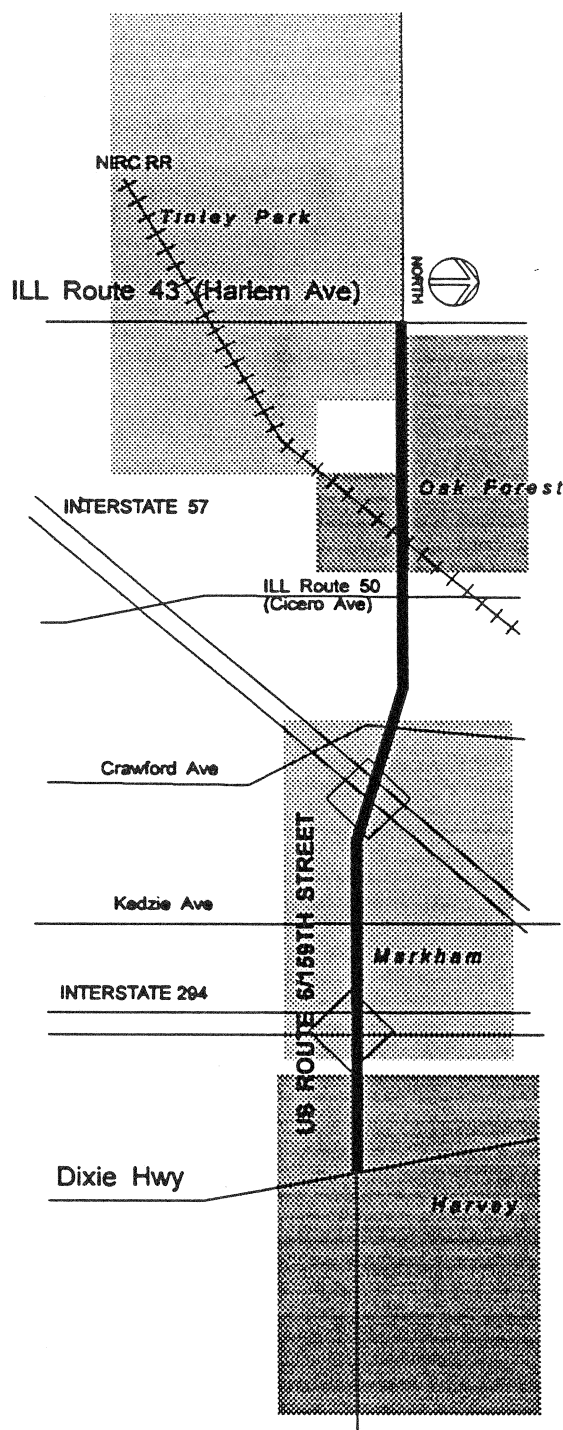 NIRC RR
Tinley Park
NORTH
ILL Route 43 (Harlem Ave)
Oak Forest
INTERSTATE 57
ILL Route 50
(Cicero Ave)
Crawford Ave
US ROUTE 6/159TH STREET
Kedzie Ave
Markham
INTERSTATE 294
Dixie Hwy
Harvey